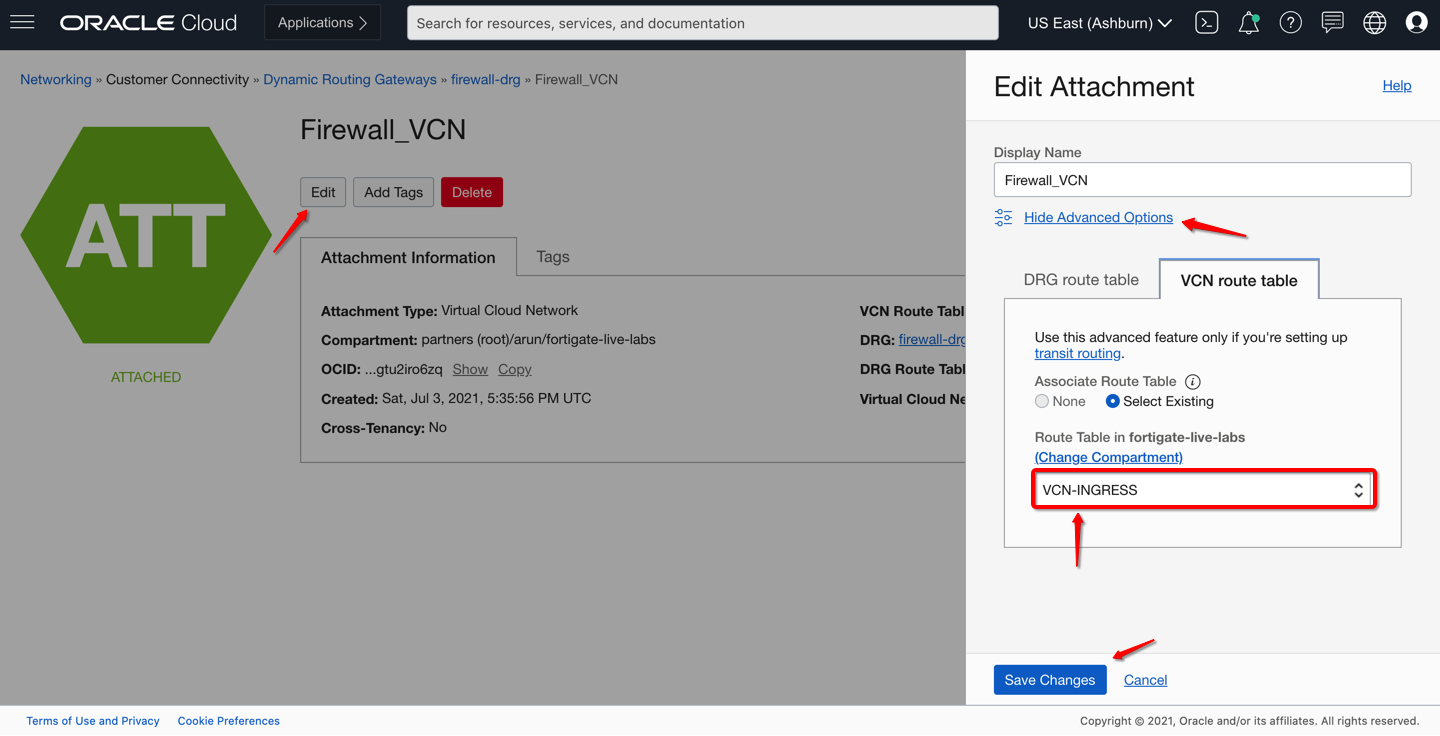 ORACLE Cloud
Applications
Search for resources, services, and documentation
US East (Ashburn)
Networking » Customer Connectivity » Dynamic Routing Gateways » firewall-drg » Firewall_VCN
ATT
ATTACHED
Firewall_VCN
Edit Add Tags Delete
Attachment Information Tags
Attachment Type: Virtual Cloud Network
Compartment: partners (root)/arun/fortigate-live-labs
OCID: ...gtu2iro6zq Show Copy
Created: Sat, Jul 3, 2021, 5:35:56 PM UTC
Cross-Tenancy: No
VCN Route Tabl
DRG: firewall-drg
DRG Route Tabl
Virtual Cloud Ne
Edit Attachment
Help
Display Name
Firewall_VCN
Hide Advanced Options
DRG route table VCN route table
Use this advanced feature only if you're setting up
transit routing.
Associate Route Table i
None Select Existing
Route Table in fortigate-live-labs
(Change Compartment)
VCN-INGRESS
Save Changes Cancel
Terms of Use and Privacy Cookie Preferences
Copyright © 2021, Oracle and/or its affiliates. All rights reserved.